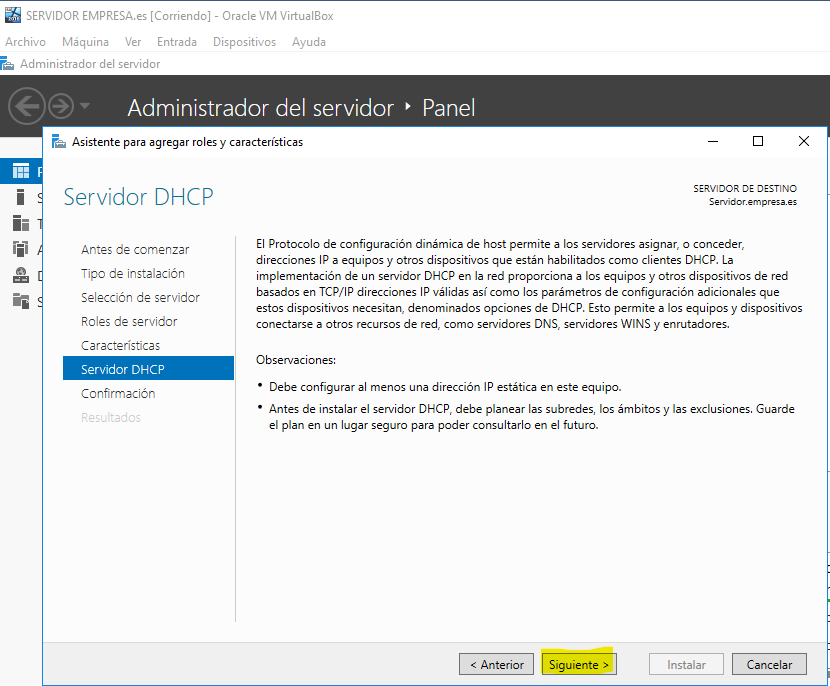 SERVIDOR EMPRESA.es [Corriendo] - Oracle VM VirtualBox
Archivo Máquina Ver Entrada Dispositivos Ayuda
Administrador del servidor
Administrador del servidor ‣ Panel
Asistente para agregar roles y características
Servidor DHCP
SERVIDOR DE DESTINO
Servidor.empresa.es
Antes de comenzar
Tipo de instalación
Selección de servidor
Roles de servidor
Características
Servidor DHCP
Confirmación
Resultados
El Protocolo de configuración dinámica de host permite a los servidores asignar, o conceder,
direcciones IP a equipos y otros dispositivos que están habilitados como clientes DHCP. La
implementación de un servidor DHCP en la red proporciona a los equipos y otros dispositivos de red
basados en TCP/IP direcciones IP válidas así como los parámetros de configuración adicionales que
estos dispositivos necesitan, denominados opciones de DHCP. Esto permite a los equipos y dispositivos
conectarse a otros recursos de red, como servidores DNS, servidores WINS y enrutadores.
Observaciones:
• Debe configurar al menos una dirección IP estática en este equipo.
• Antes de instalar el servidor DHCP, debe planear las subredes, los ámbitos y las exclusiones. Guarde
el plan en un lugar seguro para poder consultarlo en el futuro.
< Anterior
Siguiente >
Instalar
Cancelar